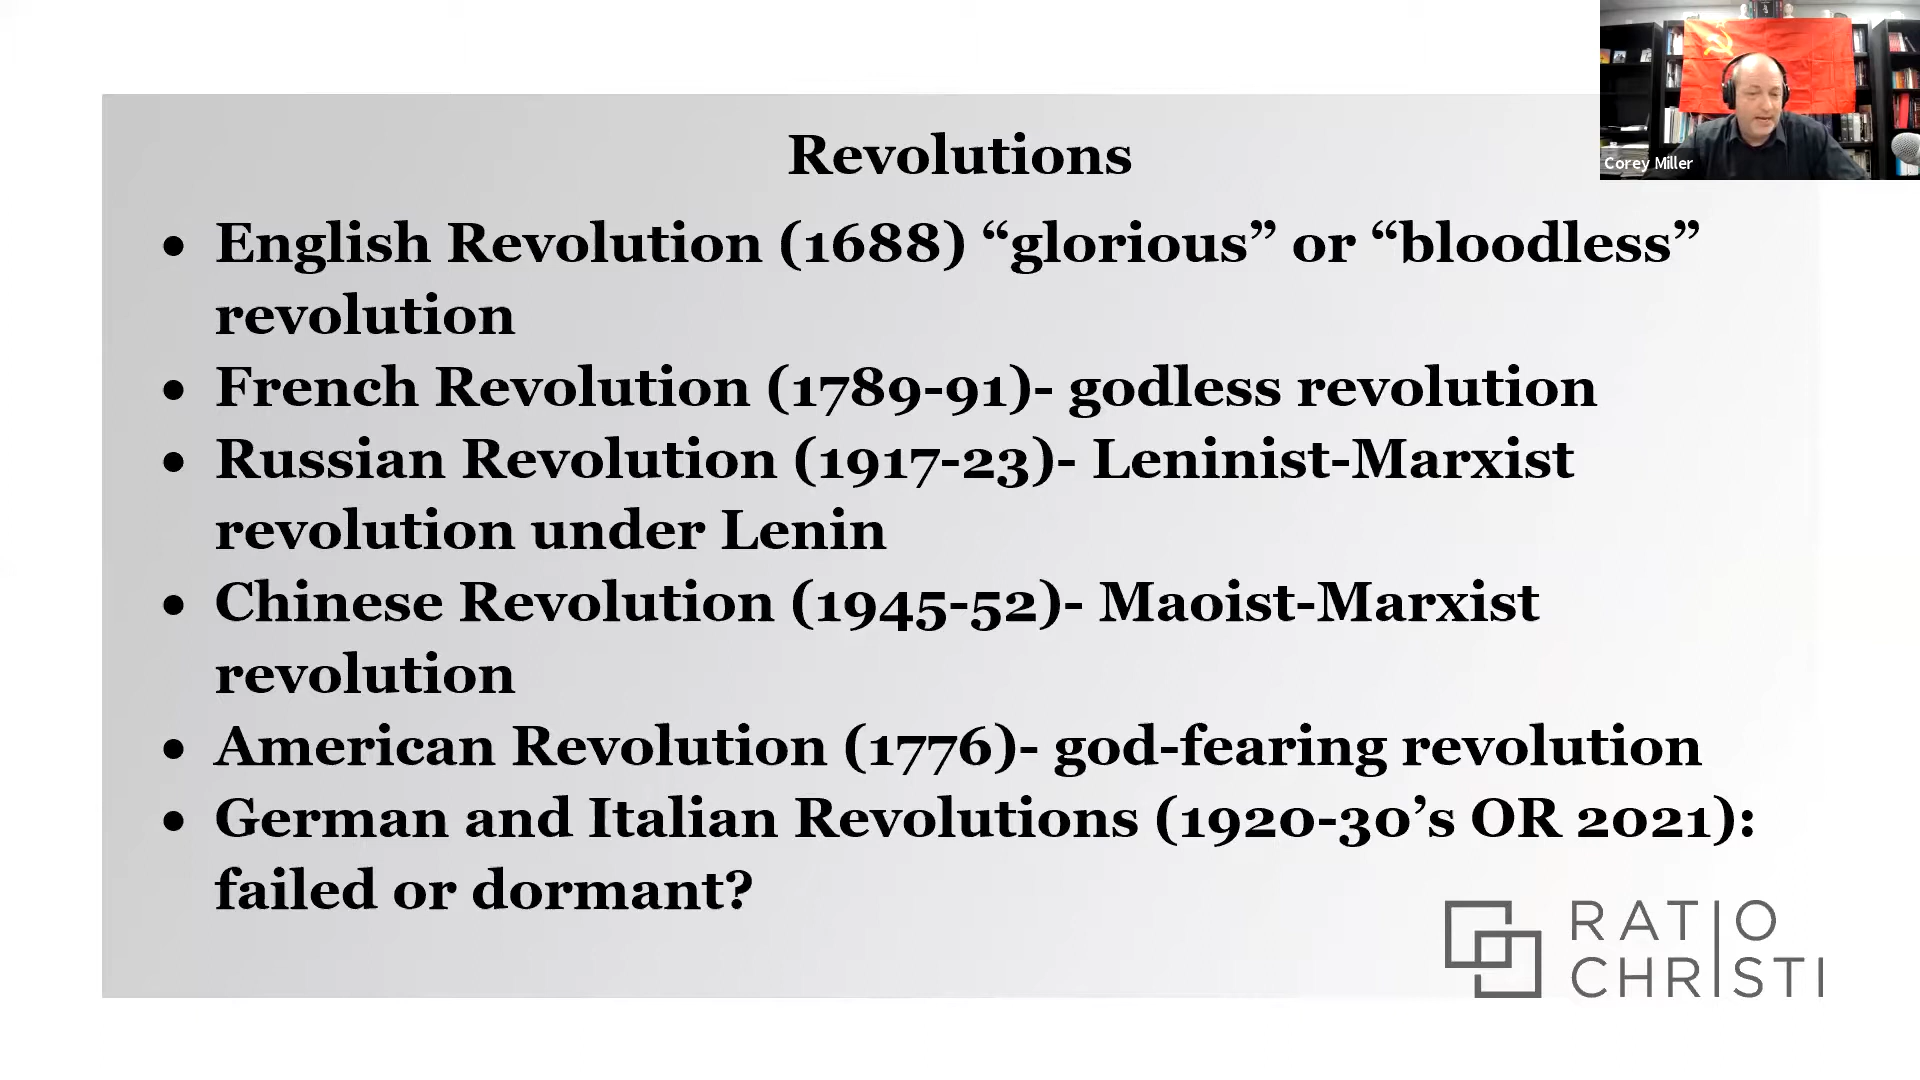 Revolutions
• English Revolution (1688) “glorious” or “bloodless”
revolution
• French Revolution (1789-91)- godless revolution
• Russian Revolution (1917-23)- Leninist-Marxist
revolution under Lenin
• Chinese Revolution (1945-52)- Maoist-Marxist
revolution
• American Revolution (1776)- god-fearing revolution
• German and Italian Revolutions (1920-30’s OR 2021):
failed or dormant?
RATIO
CHRISTI
Corey Miller